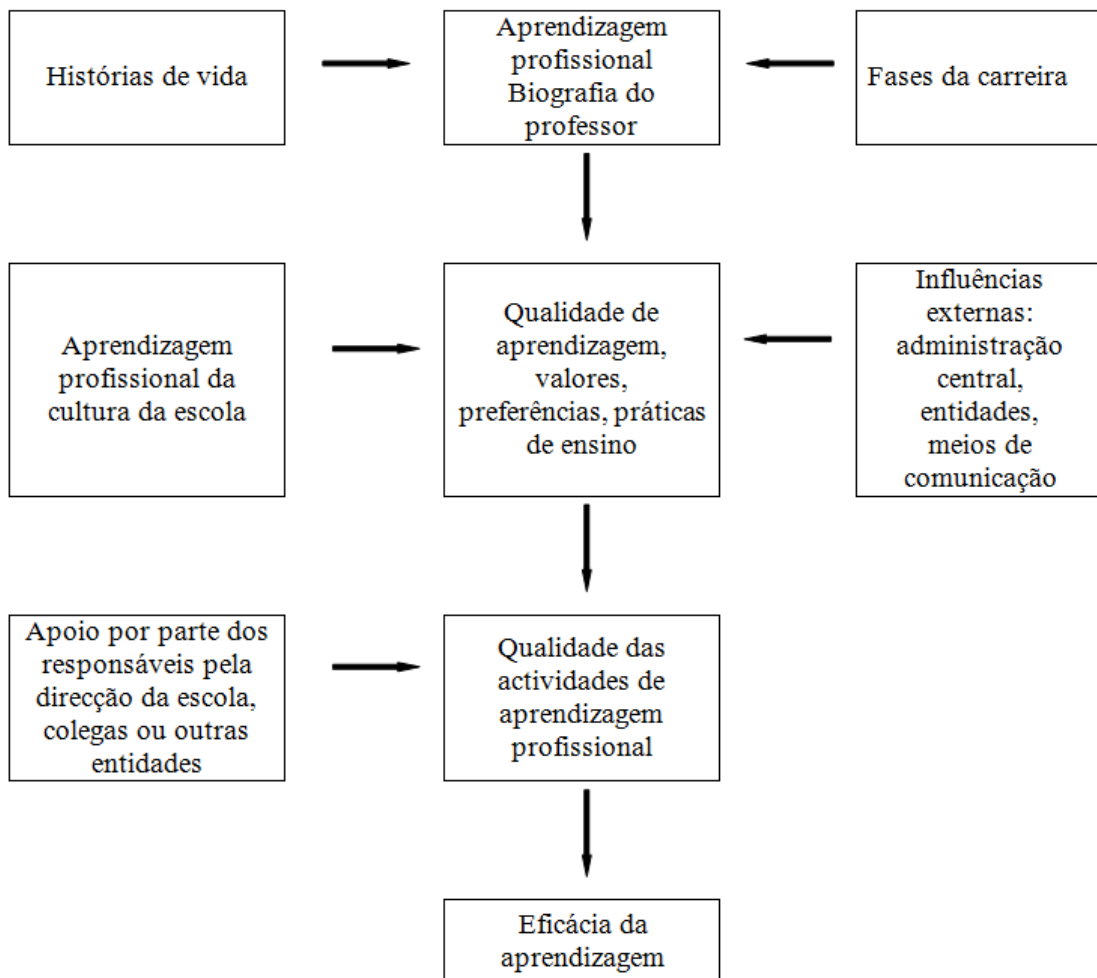 Histórias de vida
Aprendizagem
profissional
Biografia do
professor
Fases da carreira
Aprendizagem
profissional da
cultura da escola
Qualidade de
aprendizagem,
valores,
preferências, práticas
de ensino
Influências
externas:
administração
central,
entidades,
meios de
comunicação
Apoio por parte dos
responsáveis pela
direcção da escola,
colegas ou outras
entidades
Qualidade das
actividades de
aprendizagem
profissional
Eficácia da
aprendizagem